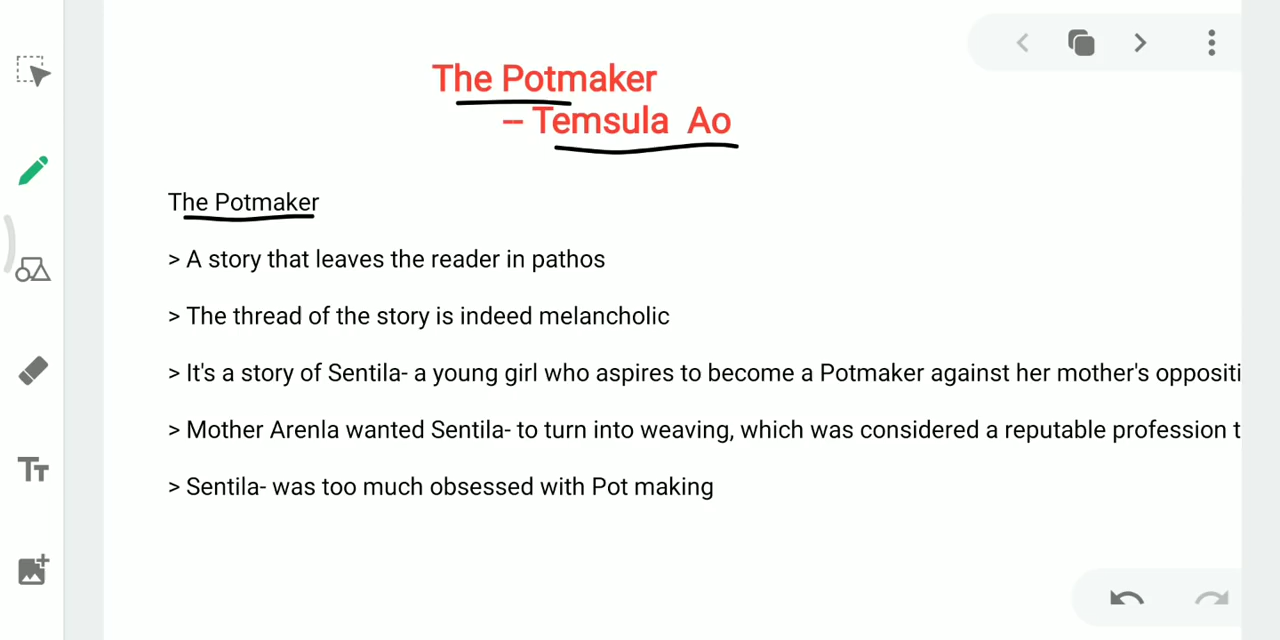 The Potmaker
-- Temsula Ao
The Potmaker
> A story that leaves the reader in pathos
> The thread of the story is indeed melancholic
> It's a story of Sentila- a young girl who aspires to become a Potmaker against her mother's oppositi
> Mother Arenla wanted Sentila- to turn into weaving, which was considered a reputable profession t
> Sentila- was too much obsessed with Pot making
TT